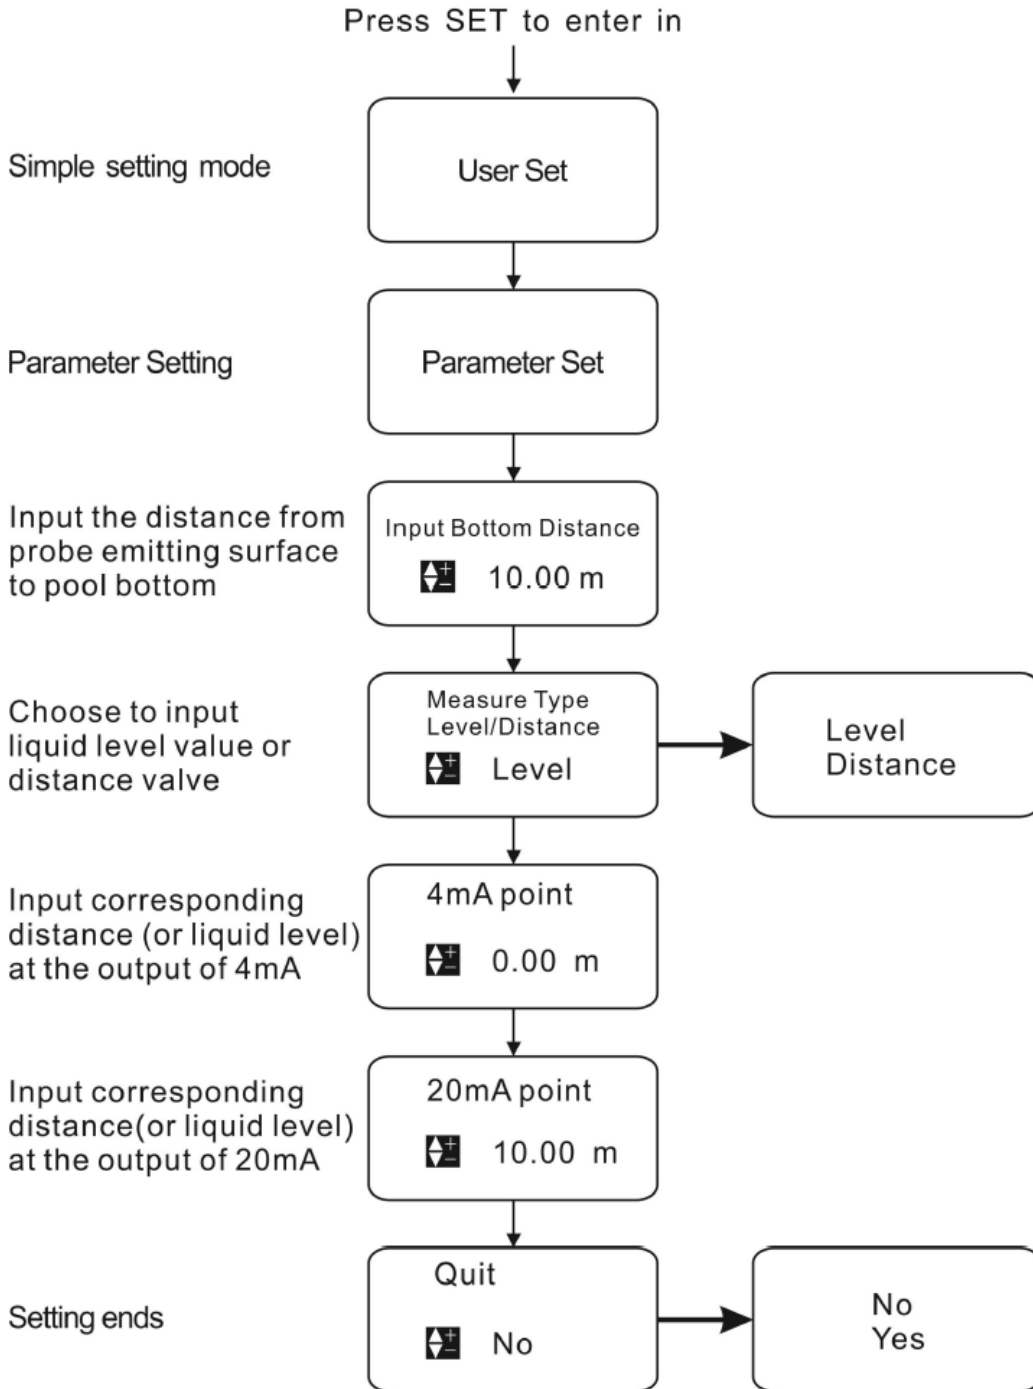 Press SET to enter in
Simple setting mode
User Set
Parameter Setting
Parameter Set
Input the distance from
probe emitting surface
to pool bottom
Input Bottom Distance
10.00 m
Choose to input
liquid level value or
distance valve
Measure Type
Level/Distance
Level
Level
Distance
Input corresponding
distance (or liquid level)
at the output of 4mA
4mA point
0.00 m
Input corresponding
distance(or liquid level)
at the output of 20mA
20mA point
10.00 m
Setting ends
Quit
No
No
Yes